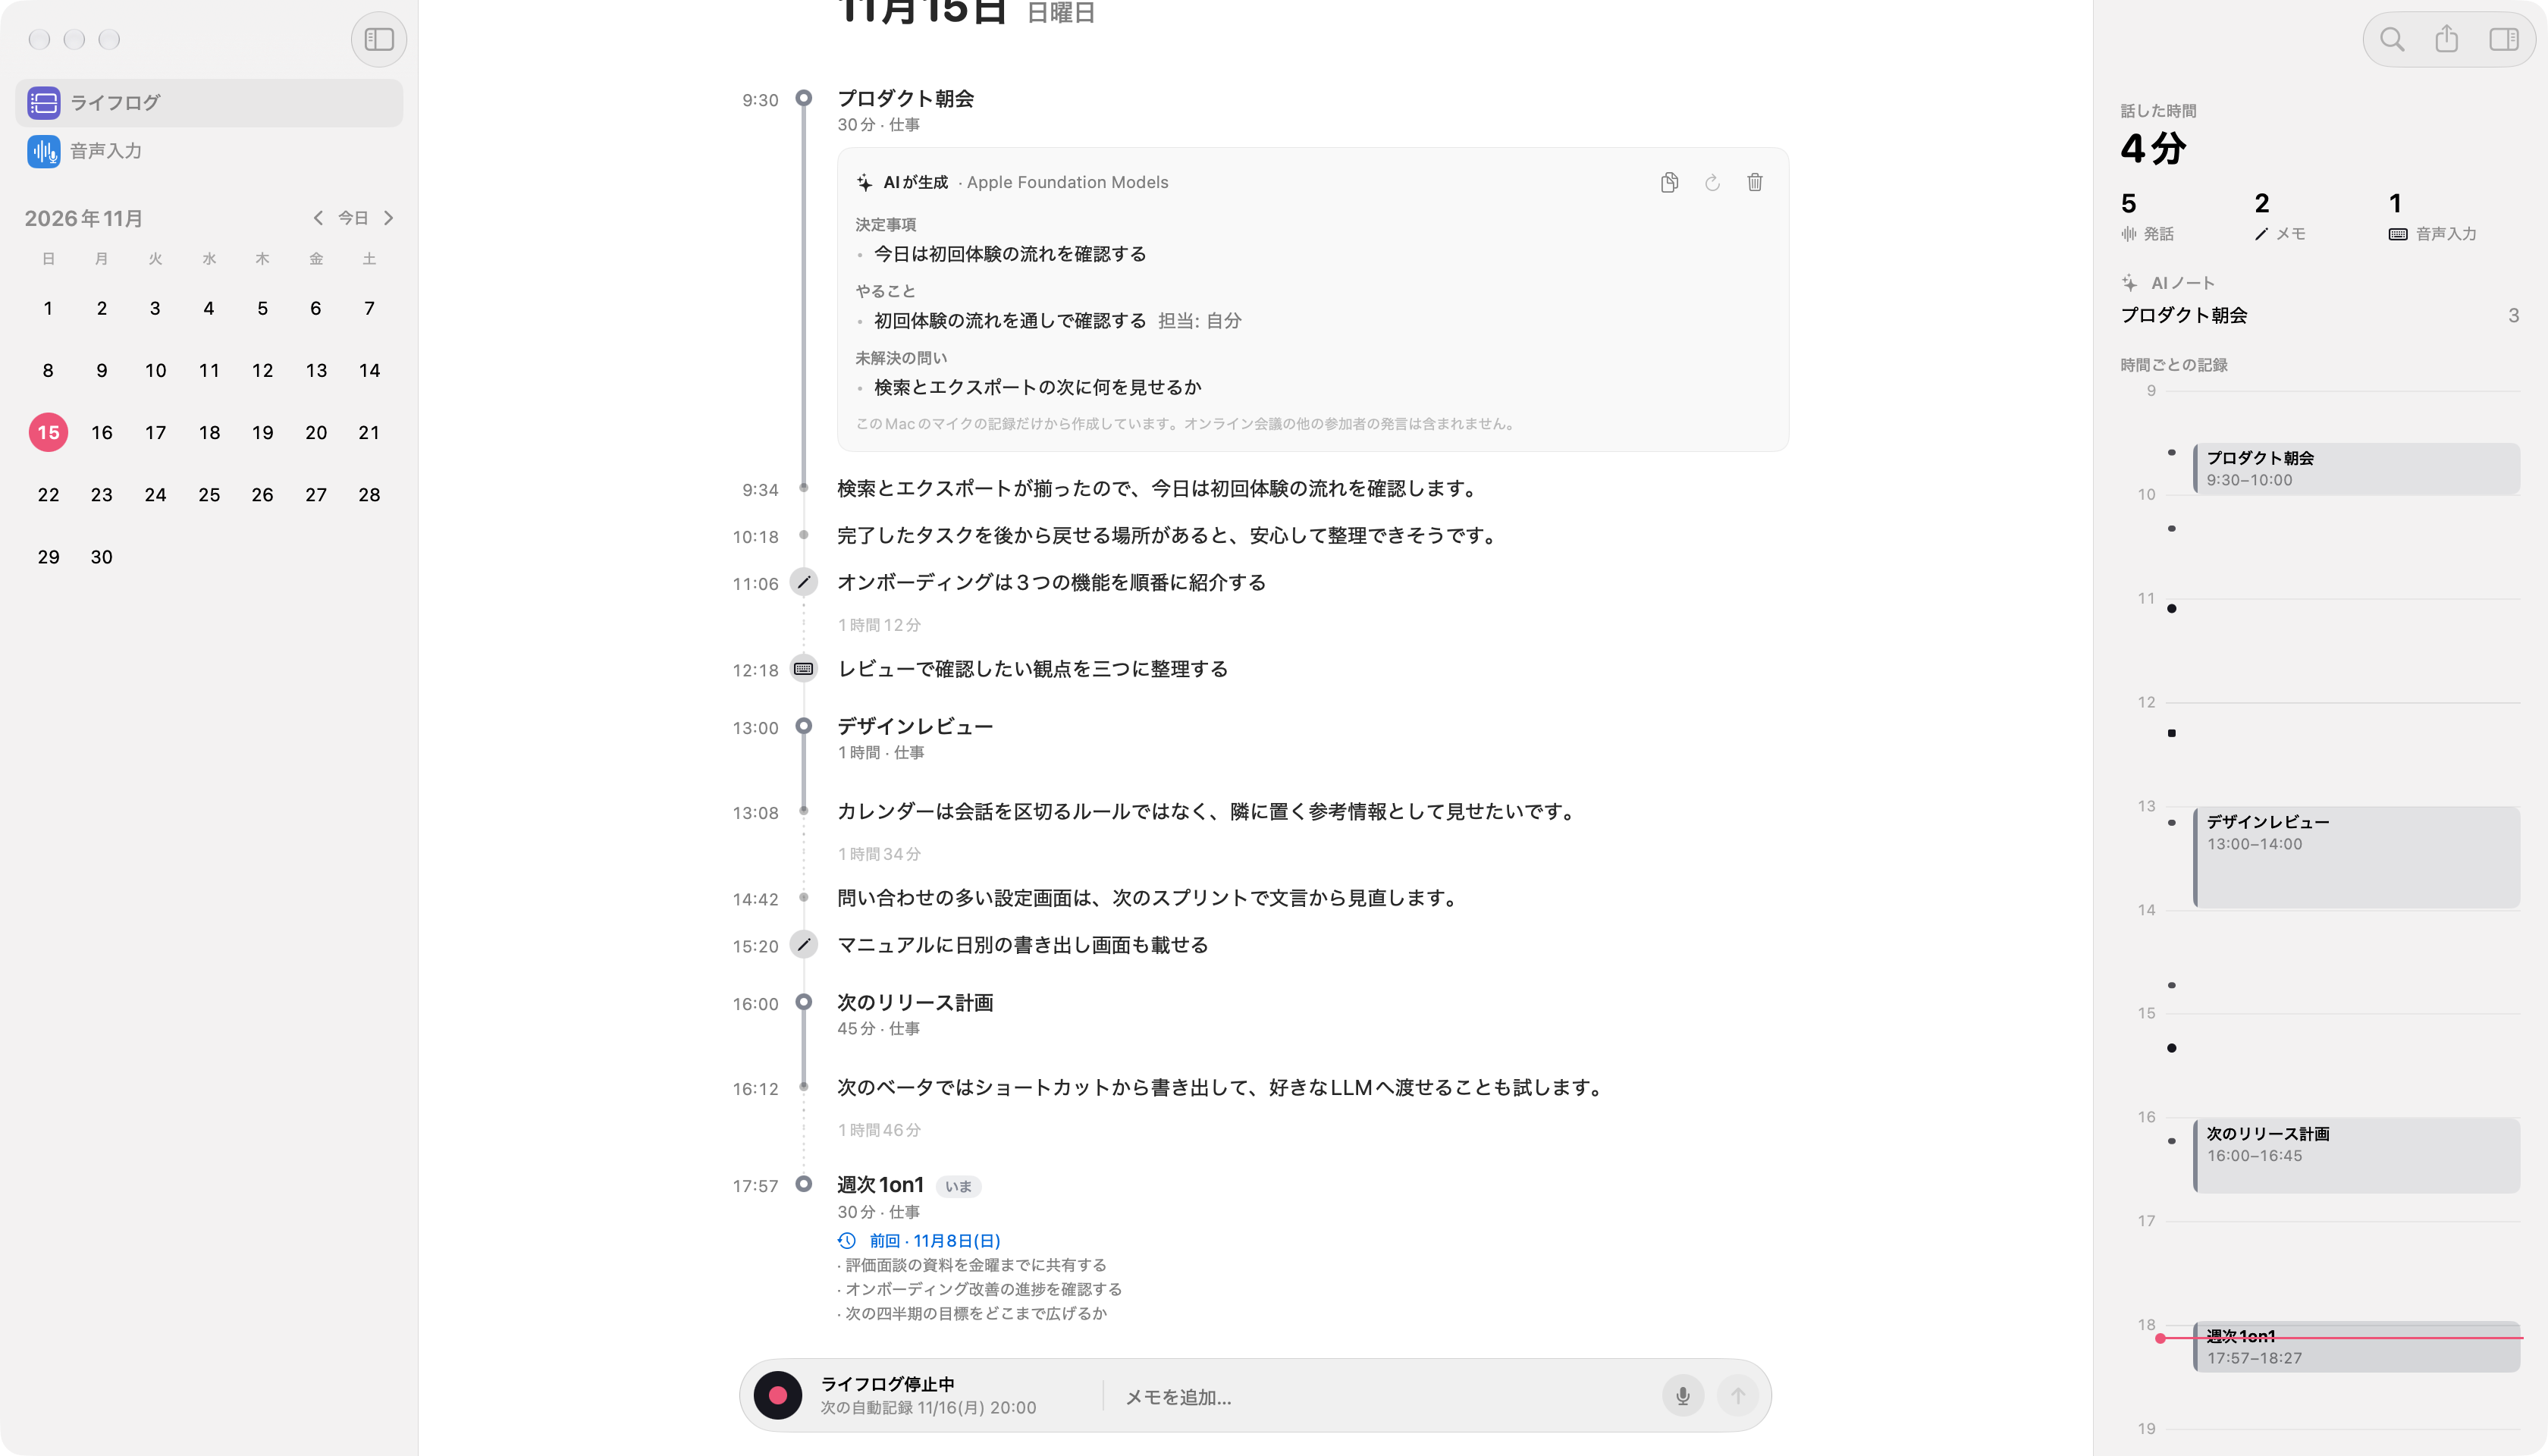 ライフログ
音声入力
2026年11月
今日
日 月 火 水 木 金 土
1 2 3 4 5 6 7
8 9 10 11 12 13 14
15 16 17 18 19 20 21
22 23 24 25 26 27 28
29 30
11月15日 日曜日
9:30 プロダクト朝会
30分 · 仕事
AIが生成 · Apple Foundation Models
決定事項
• 今日は初回体験の流れを確認する
やること
• 初回体験の流れを通しで確認する 担当: 自分
未解決の問い
• 検索とエクスポートの次に何を見せるか
このMacのマイクの記録だけから作成しています。オンライン会議の他の参加者の発言は含まれません。
9:34 検索とエクスポートが揃ったので、今日は初回体験の流れを確認します。
10:18 完了したタスクを後から戻せる場所があると、安心して整理できそうです。
11:06 オンボーディングは3つの機能を順番に紹介する
1時間12分
12:18 レビューで確認したい観点を三つに整理する
13:00 デザインレビュー
1時間 · 仕事
13:08 カレンダーは会話を区切るルールではなく、隣に置く参考情報として見せたいです。
1時間34分
14:42 問い合わせの多い設定画面は、次のスプリントで文言から見直します。
15:20 マニュアルに日別の書き出し画面も載せる
16:00 次のリリース計画
45分 · 仕事
16:12 次のベータではショートカットから書き出して、好きなLLMへ渡せることも試します。
1時間46分
17:57 週次1on1 いま
30分 · 仕事
前回 · 11月8日(日)
· 評価面談の資料を金曜までに共有する
· オンボーディング改善の進捗を確認する
· 次の四半期の目標をどこまで広げるか
ライフログ停止中
次の自動記録 11/16(月) 20:00
メモを追加...
話した時間
4分
5 2 1
発話 メモ 音声入力
AIノート
プロダクト朝会 3
時間ごとの記録
9
プロダクト朝会
9:30–10:00
10
11
12
13
デザインレビュー
13:00–14:00
14
15
16
次のリリース計画
16:00–16:45
17
18
週次1on1
17:57–18:27
19